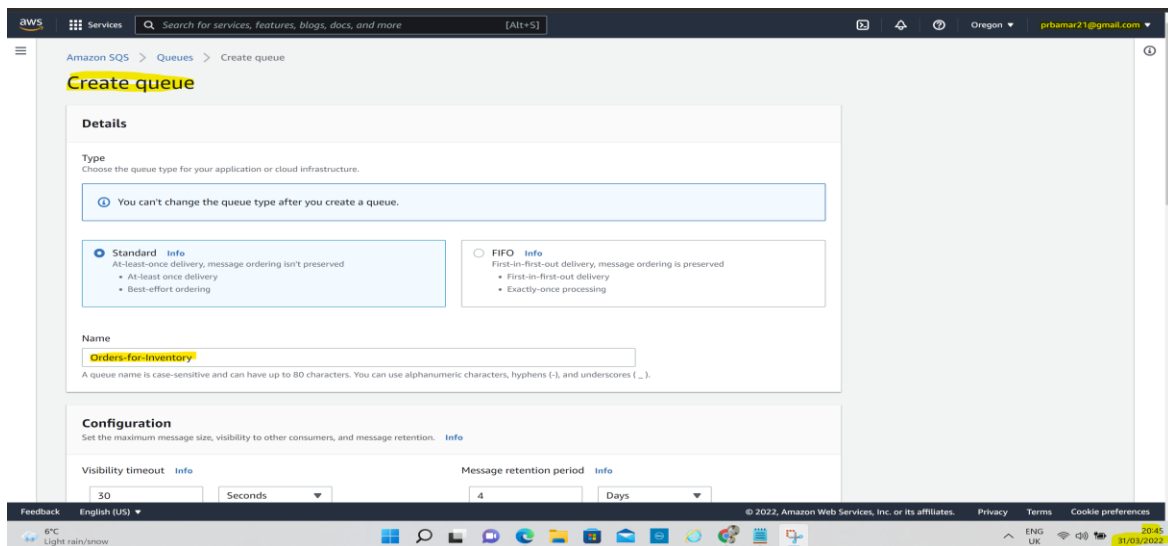 aws Services Search for services, features, blogs, docs, and more [Alt+S] Oregon ▼ prbamar21@gmail.com ▼
Amazon SQS > Queues > Create queue
Create queue
Details
Type
Choose the queue type for your application or cloud infrastructure.
You can't change the queue type after you create a queue.
Standard Info
At-least-once delivery, message ordering isn't preserved
• At-least once delivery
• Best-effort ordering
FIFO Info
First-in-first-out delivery, message ordering is preserved
• First-in-first-out delivery
• Exactly-once processing
Name
Orders-for-Inventory
A queue name is case-sensitive and can have up to 80 characters. You can use alphanumeric characters, hyphens (-), and underscores ( _ ).
Configuration
Set the maximum message size, visibility to other consumers, and message retention. Info
Visibility timeout Info
30 Seconds ▼
Message retention period Info
4 Days ▼
Feedback English (US) ▼ © 2022, Amazon Web Services, Inc. or its affiliates. Privacy Terms Cookie preferences
6°C
Light rain/snow
ENG
UK
20:45
31/03/2022